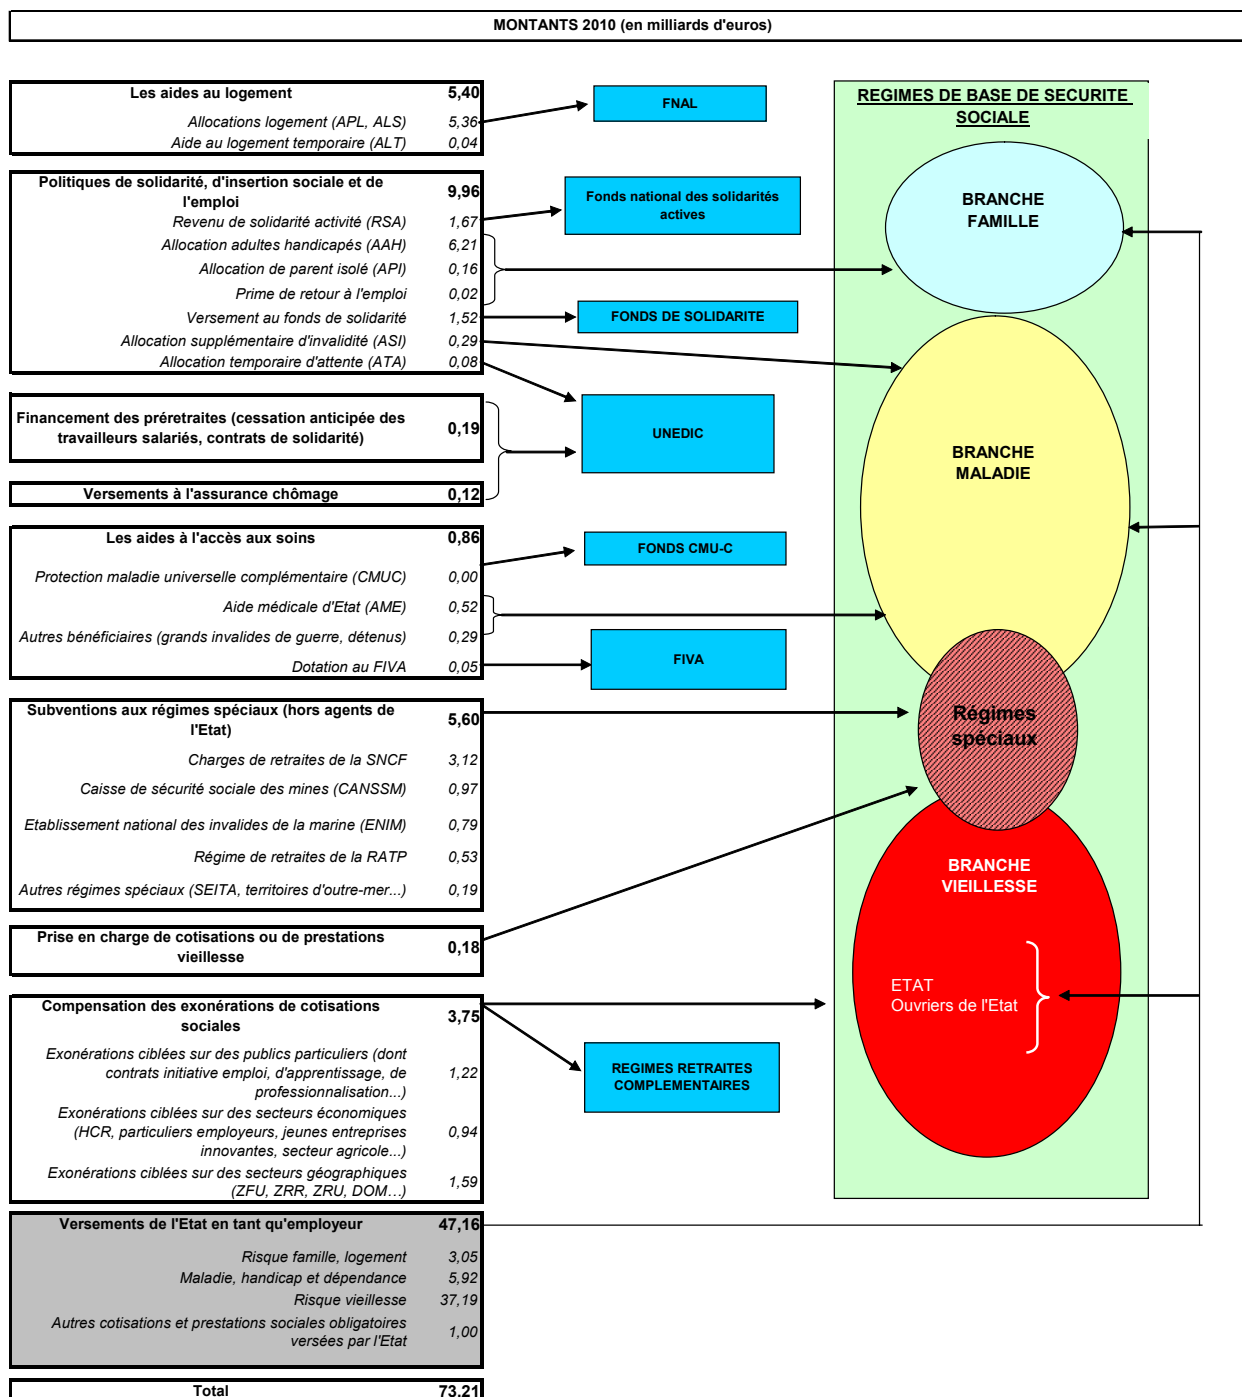 MONTANTS 2010 (en milliards d'euros)
Les aides au logement 5,40
Allocations logement (APL, ALS) 5,36
Aide au logement temporaire (ALT) 0,04
FNAL
REGIMES DE BASE DE SECURITE
SOCIALE
Politiques de solidarité, d'insertion sociale et de
l'emploi 9,96
Revenu de solidarité activité (RSA) 1,67
Allocation adultes handicapés (AAH) 6,21
Allocation de parent isolé (API) 0,16
Prime de retour à l'emploi 0,02
Versement au fonds de solidarité 1,52
Allocation supplémentaire d'invalidité (ASI) 0,29
Allocation temporaire d'attente (ATA) 0,08
Fonds national des solidarités
actives
BRANCHE
FAMILLE
FONDS DE SOLIDARITE
Financement des préretraites (cessation anticipée des
travailleurs salariés, contrats de solidarité) 0,19
UNEDIC
BRANCHE
MALADIE
Versements à l'assurance chômage 0,12
Les aides à l'accès aux soins 0,86
Protection maladie universelle complémentaire (CMUC) 0,00
Aide médicale d'Etat (AME) 0,52
Autres bénéficiaires (grands invalides de guerre, détenus) 0,29
Dotation au FIVA 0,05
FONDS CMU-C
FIVA
Subventions aux régimes spéciaux (hors agents de
l'Etat) 5,60
Charges de retraites de la SNCF 3,12
Caisse de sécurité sociale des mines (CANSSM) 0,97
Etablissement national des invalides de la marine (ENIM) 0,79
Régime de retraites de la RATP 0,53
Autres régimes spéciaux (SEITA, territoires d'outre-mer...) 0,19
Régimes
spéciaux
BRANCHE
VIEILLESSE
Prise en charge de cotisations ou de prestations
vieillesse 0,18
ETAT
Ouvriers de l'Etat
Compensation des exonérations de cotisations
sociales 3,75
Exonérations ciblées sur des publics particuliers (dont
contrats initiative emploi, d'apprentissage, de 1,22
professionnalisation...)
Exonérations ciblées sur des secteurs économiques
(HCR, particuliers employeurs, jeunes entreprises 0,94
innovantes, secteur agricole...)
Exonérations ciblées sur des secteurs géographiques
(ZFU, ZRR, ZRU, DOM…) 1,59
REGIMES RETRAITES
COMPLEMENTAIRES
Versements de l'Etat en tant qu'employeur 47,16
Risque famille, logement 3,05
Maladie, handicap et dépendance 5,92
Risque vieillesse 37,19
Autres cotisations et prestations sociales obligatoires
versées par l'Etat 1,00
Total 73,21